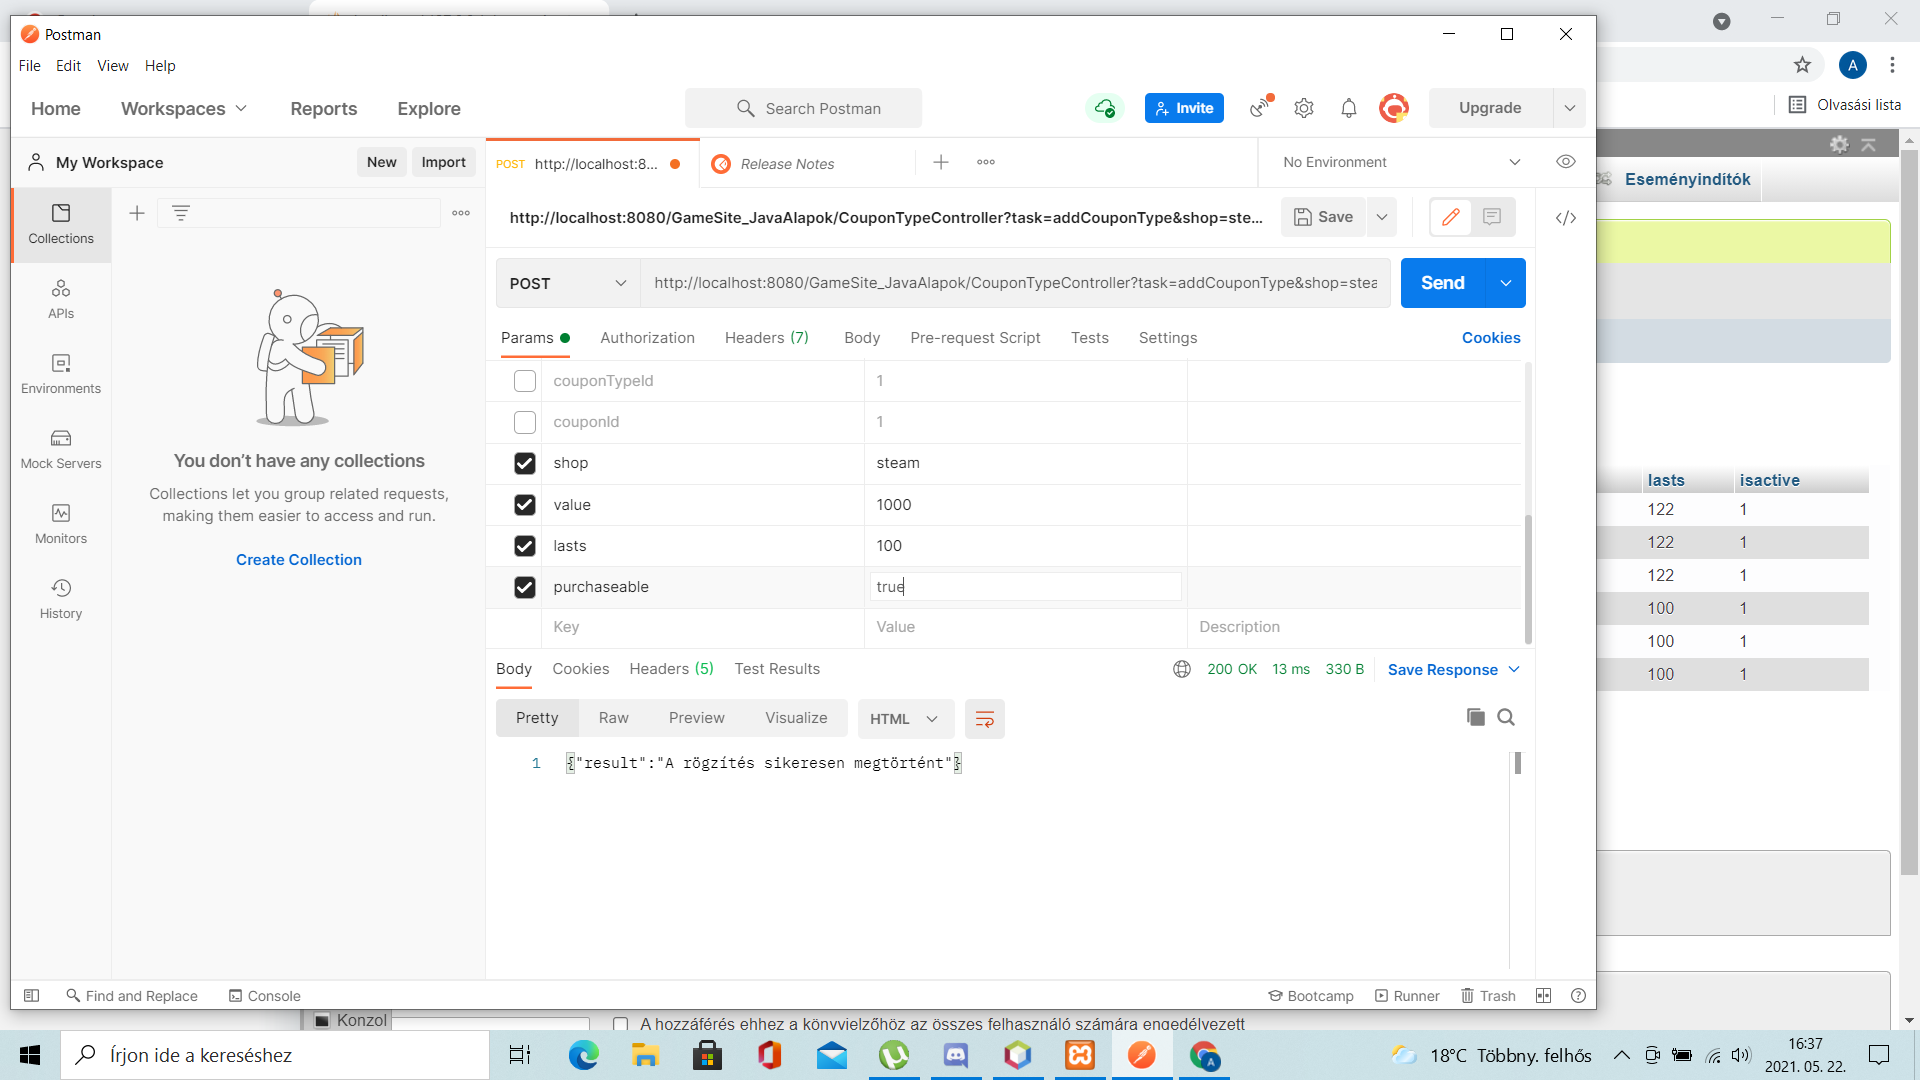 Postman
File Edit View Help
Home Workspaces Reports Explore
Search Postman
Invite
Upgrade
A
Olvasási lista
My Workspace
New Import
POST http://localhost:8...
Release Notes
No Environment
Eseményindítók
Collections
APIs
Environments
Mock Servers
Monitors
History
You don't have any collections
Collections let you group related requests,
making them easier to access and run.
Create Collection
http://localhost:8080/GameSite_JavaAlapok/CouponTypeController?task=addCouponType&shop=ste...
Save
POST
http://localhost:8080/GameSite_JavaAlapok/CouponTypeController?task=addCouponType&shop=stea
Send
Params Authorization Headers (7) Body Pre-request Script Tests Settings Cookies
couponTypeId 1
couponId 1
shop steam
value 1000
lasts 100
purchaseable true
Key Value Description
Body Cookies Headers (5) Test Results
200 OK 13 ms 330 B Save Response
Pretty Raw Preview Visualize HTML
1 {"result":"A rögzítés sikeresen megtörtént"}
lasts isactive
122 1
122 1
122 1
100 1
100 1
100 1
Find and Replace Console
Bootcamp Runner Trash
Konzol
A hozzáférés ehhez a könyvjelzőhöz az összes felhasználó számára engedélyezett
Írjon ide a kereséshez
A
18°C Többny. felhős
16:37
2021. 05. 22.